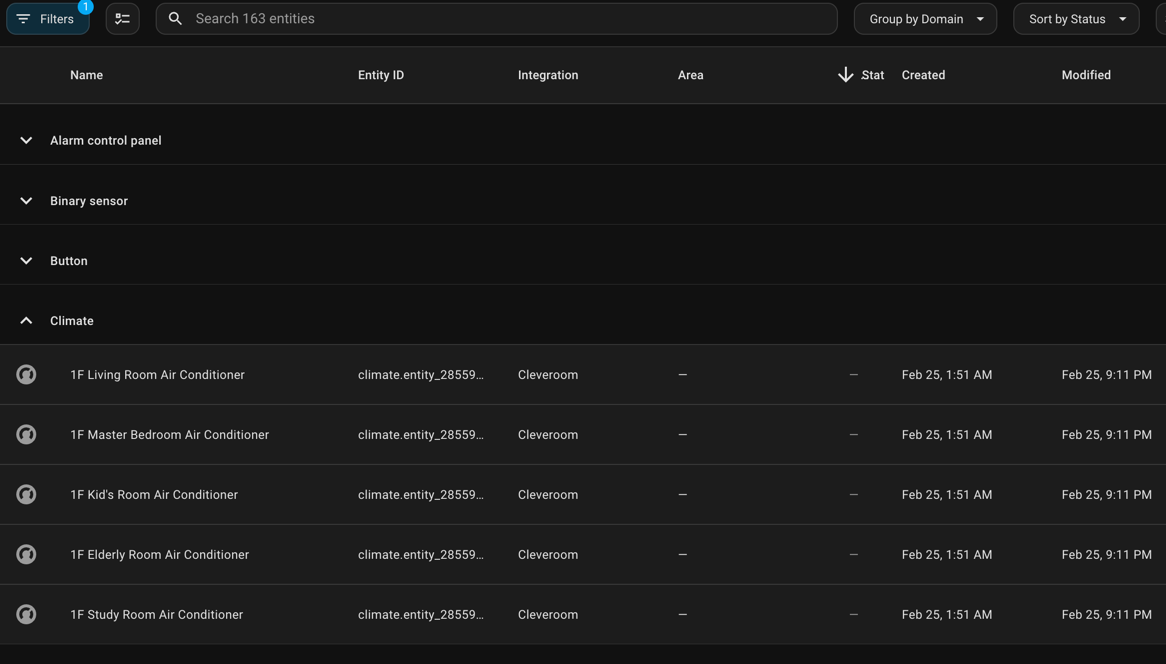 Filters 1 Search 163 entities Group by Domain Sort by Status
Name Entity ID Integration Area Stat Created Modified
Alarm control panel
Binary sensor
Button
Climate
1F Living Room Air Conditioner climate.entity_28559... Cleveroom — — Feb 25, 1:51 AM Feb 25, 9:11 PM
1F Master Bedroom Air Conditioner climate.entity_28559... Cleveroom — — Feb 25, 1:51 AM Feb 25, 9:11 PM
1F Kid's Room Air Conditioner climate.entity_28559... Cleveroom — — Feb 25, 1:51 AM Feb 25, 9:11 PM
1F Elderly Room Air Conditioner climate.entity_28559... Cleveroom — — Feb 25, 1:51 AM Feb 25, 9:11 PM
1F Study Room Air Conditioner climate.entity_28559... Cleveroom — — Feb 25, 1:51 AM Feb 25, 9:11 PM